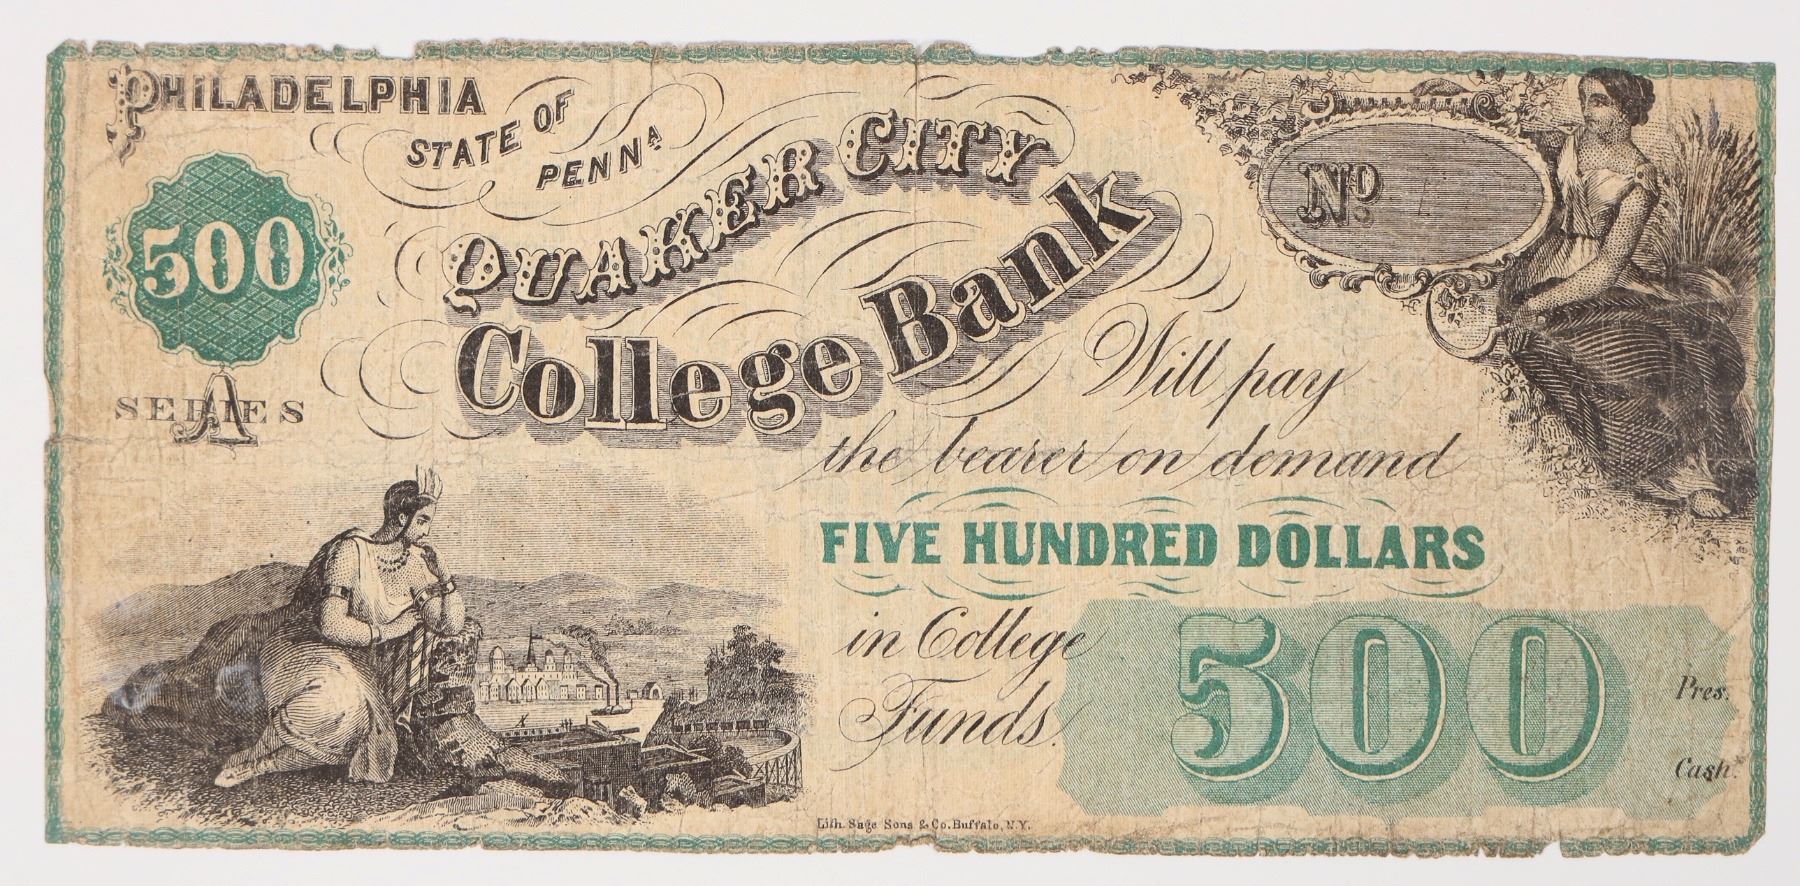 PHILADELPHIA
STATE OF
PENNA
QUAKER CITY
College Bank
No
500
SERIES
A
Will pay
the bearer on demand
FIVE HUNDRED DOLLARS
in College
Funds.
500
Pres.
Cash.
Lith. Sage Sons & Co. Buffalo, N.Y.